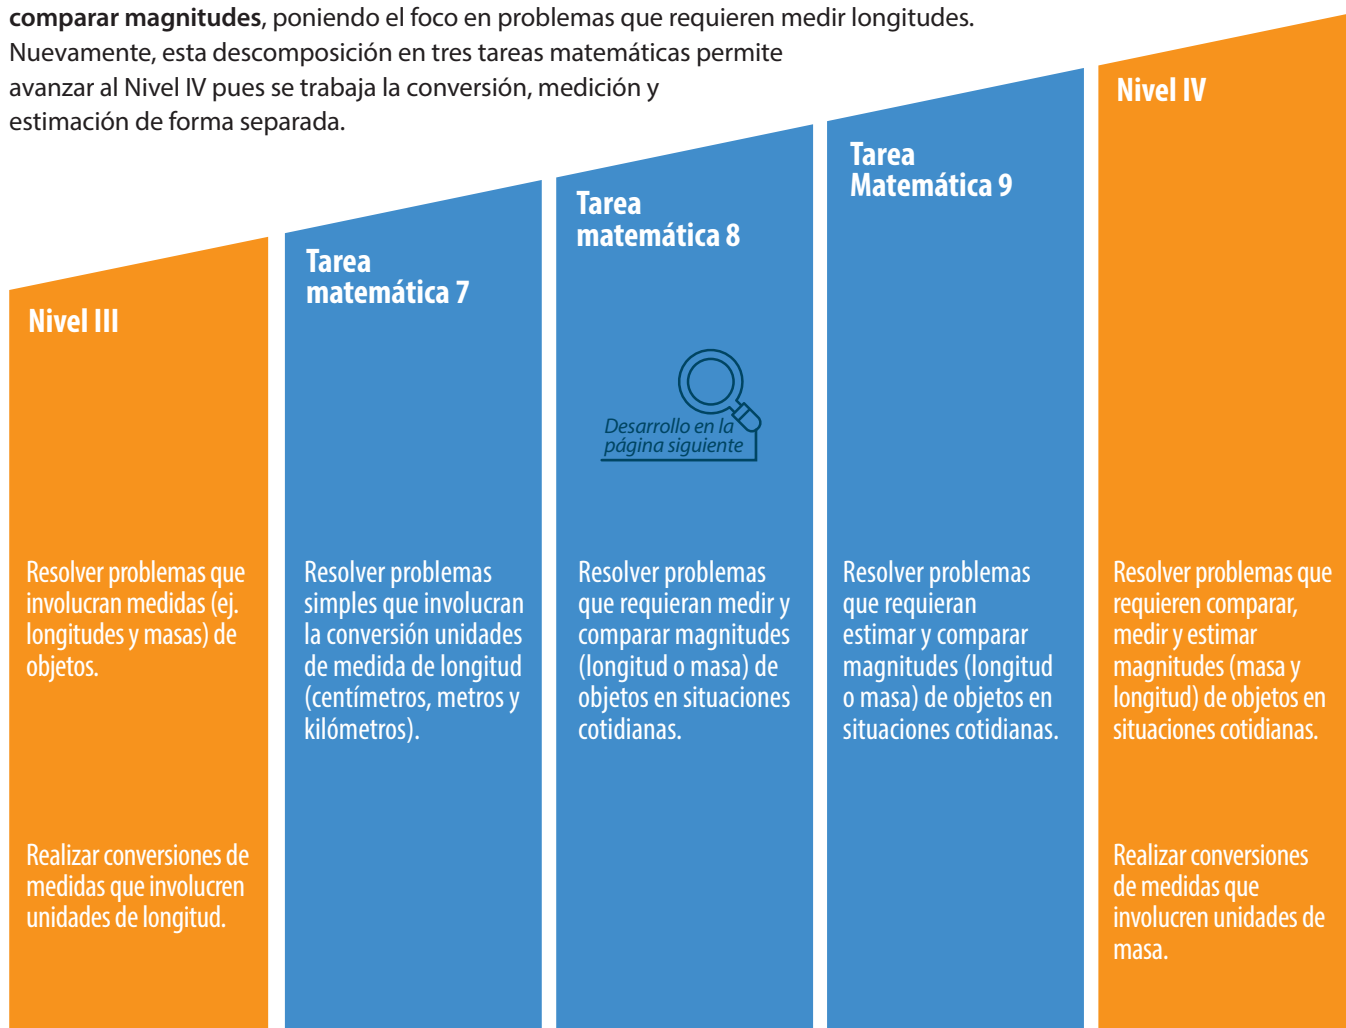 comparar magnitudes, poniendo el foco en problemas que requieren medir longitudes.
Nuevamente, esta descomposición en tres tareas matemáticas permite
avanzar al Nivel IV pues se trabaja la conversión, medición y
estimación de forma separada.
Nivel III
Resolver problemas que
involucran medidas (ej.
longitudes y masas) de
objetos.
Realizar conversiones de
medidas que involucren
unidades de longitud.
Tarea
matemática 7
Resolver problemas
simples que involucran
la conversión unidades
de medida de longitud
(centímetros, metros y
kilómetros).
Tarea
matemática 8
Desarrollo en la
página siguiente
Resolver problemas
que requieran medir y
comparar magnitudes
(longitud o masa) de
objetos en situaciones
cotidianas.
Tarea
Matemática 9
Resolver problemas
que requieran
estimar y comparar
magnitudes (longitud
o masa) de objetos en
situaciones cotidianas.
Nivel IV
Resolver problemas que
requieren comparar,
medir y estimar
magnitudes (masa y
longitud) de objetos en
situaciones cotidianas.
Realizar conversiones
de medidas que
involucren unidades de
masa.